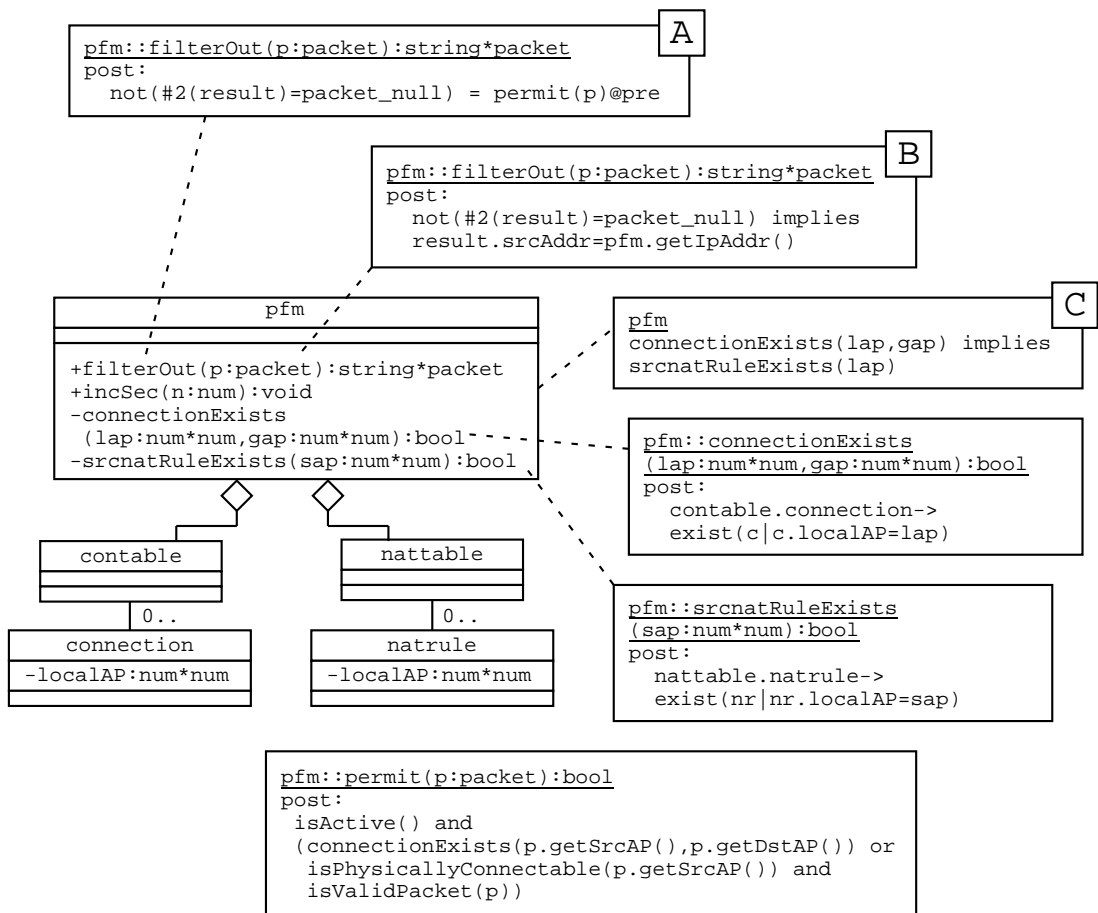 A
pfm::filterOut(p:packet):string*packet
post:
not(#2(result)=packet_null) = permit(p)@pre
B
pfm::filterOut(p:packet):string*packet
post:
not(#2(result)=packet_null) implies
result.srcAddr=pfm.getIpAddr()
pfm
+filterOut(p:packet):string*packet
+incSec(n:num):void
-connectionExists
(lap:num*num,gap:num*num):bool
-srcnatRuleExists(sap:num*num):bool
C
pfm
connectionExists(lap,gap) implies
srcnatRuleExists(lap)
pfm::connectionExists
(lap:num*num,gap:num*num):bool
post:
contable.connection->
exist(c|c.localAP=lap)
contable
nattable
0..
0..
connection
-localAP:num*num
natrule
-localAP:num*num
pfm::srcnatRuleExists
(sap:num*num):bool
post:
nattable.natrule->
exist(nr|nr.localAP=sap)
pfm::permit(p:packet):bool
post:
isActive() and
(connectionExists(p.getSrcAP(),p.getDstAP()) or
isPhysicallyConnectable(p.getSrcAP()) and
isValidPacket(p))